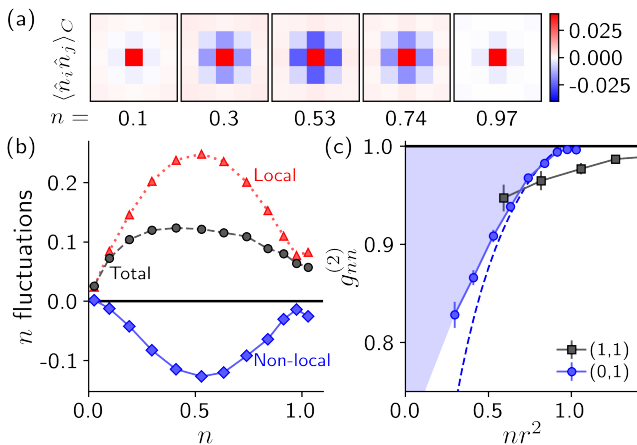 (a)
⟨n̂ᵢn̂ⱼ⟩_C
0.025
0.000
-0.025
n = 0.1 0.3 0.53 0.74 0.97
(b)
n fluctuations
0.2
0.1
0.0
-0.1
Local
Total
Non-local
0.0 0.5 1.0
n
(c)
g_{nn}^{(2)}
1.0
0.9
0.8
(1,1)
(0,1)
0.0 0.5 1.0
nr²